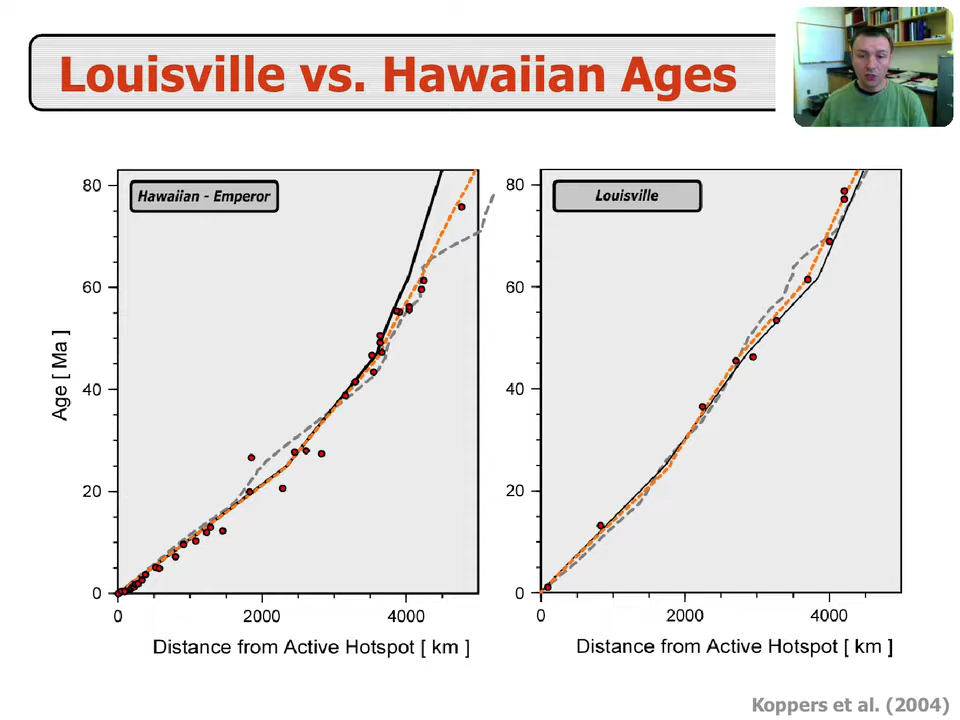 Louisville vs. Hawaiian Ages
Hawaiian - Emperor
Louisville
80
60
40
20
0
Age [ Ma ]
0
2000
4000
Distance from Active Hotspot [ km ]
80
60
40
20
0
0
2000
4000
Distance from Active Hotspot [ km ]
Koppers et al. (2004)